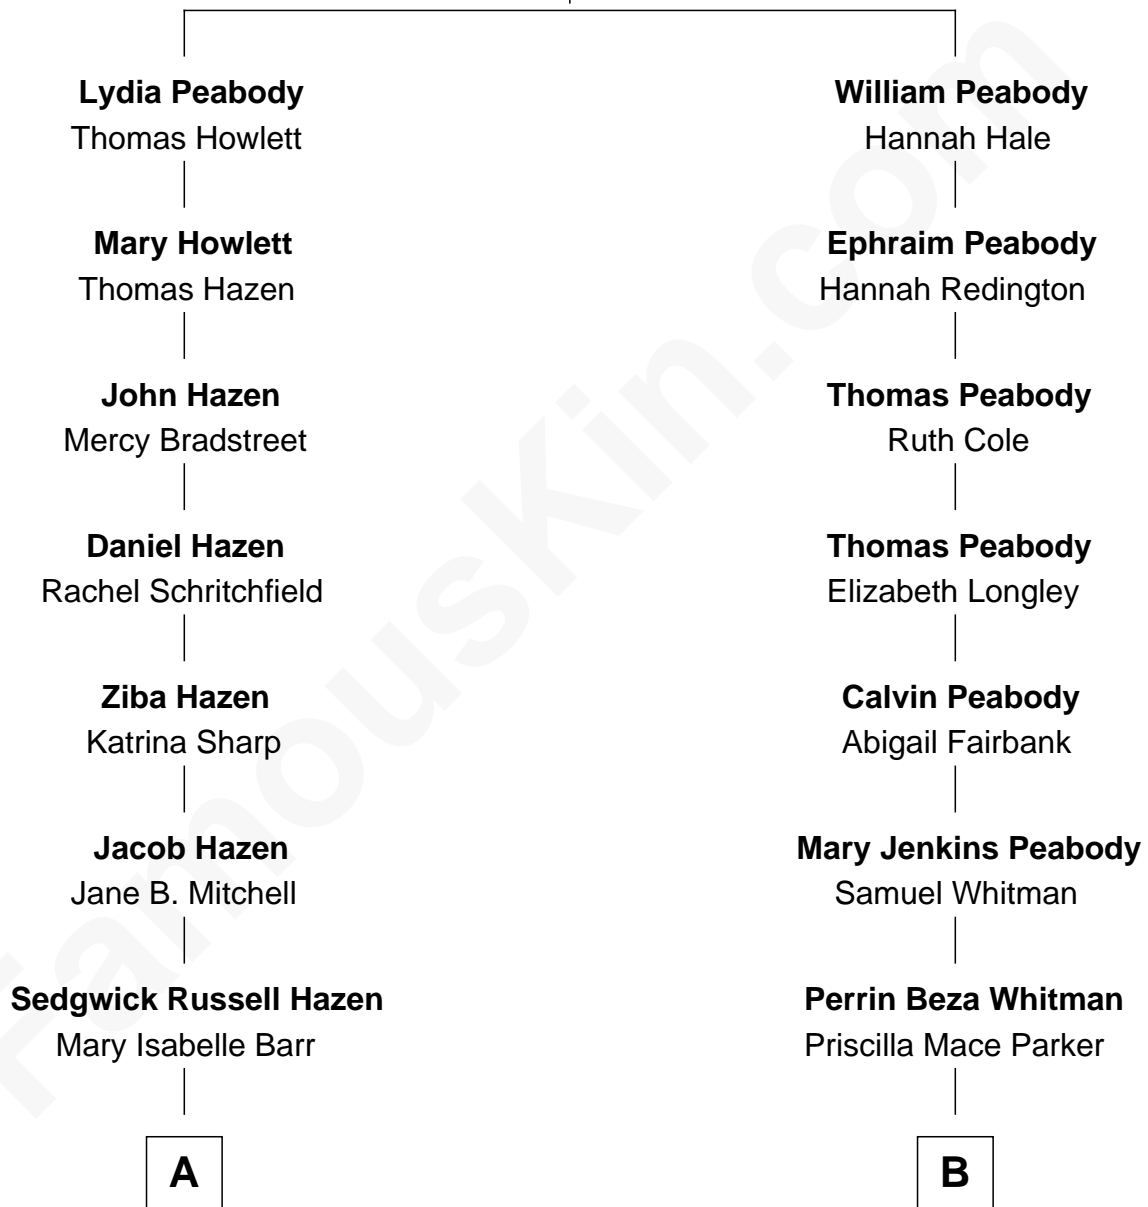 Lydia Peabody
Thomas Howlett
Mary Howlett
Thomas Hazen
John Hazen
Mercy Bradstreet
Daniel Hazen
Rachel Schritchfield
Ziba Hazen
Katrina Sharp
Jacob Hazen
Jane B. Mitchell
Sedgwick Russell Hazen
Mary Isabelle Barr
A
William Peabody
Hannah Hale
Ephraim Peabody
Hannah Redington
Thomas Peabody
Ruth Cole
Thomas Peabody
Elizabeth Longley
Calvin Peabody
Abigail Fairbank
Mary Jenkins Peabody
Samuel Whitman
Perrin Beza Whitman
Priscilla Mace Parker
B
FamousKin.com